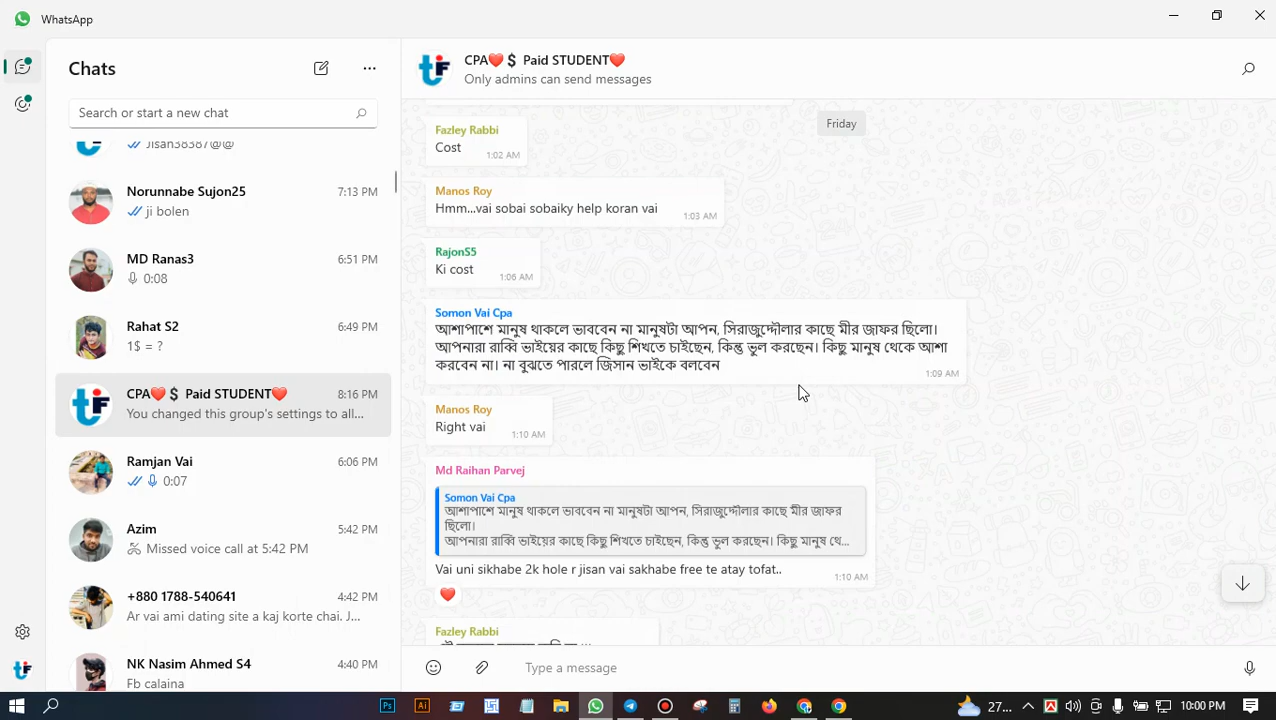 WhatsApp
Chats
Search or start a new chat
Jisan38387@@
Norunnabe Sujon25 7:13 PM
ji bolen
MD Ranas3 6:51 PM
0:08
Rahat S2 6:49 PM
1$ = ?
CPA❤️💲 Paid STUDENT❤️ 8:16 PM
You changed this group's settings to all...
Ramjan Vai 6:06 PM
0:07
Azim 5:42 PM
Missed voice call at 5:42 PM
+880 1788-540641 4:42 PM
Ar vai ami dating site a kaj korte chai. J...
NK Nasim Ahmed S4 4:40 PM
Fb calaina
CPA❤️💲 Paid STUDENT❤️
Only admins can send messages
Friday
Fazley Rabbi
Cost 1:02 AM
Manos Roy
Hmm...vai sobai sobaiky help koran vai 1:03 AM
RajonS5
Ki cost 1:06 AM
Somon Vai Cpa
আশাপাশে মানুষ থাকলে ভাববেন না মানুষটা আপন, সিরাজুদ্দৌলার কাছে মীর জাফর ছিলো।
আপনারা রাব্বি ভাইয়ের কাছে কিছু শিখতে চাইছেন, কিন্তু ভুল করছেন। কিছু মানুষ থেকে আশা
করবেন না। না বুঝতে পারলে জিসান ভাইকে বলবেন
1:09 AM
Manos Roy
Right vai 1:10 AM
Md Raihan Parvej
Somon Vai Cpa
আশাপাশে মানুষ থাকলে ভাববেন না মানুষটা আপন, সিরাজুদ্দৌলার কাছে মীর জাফর
ছিলো।
আপনারা রাব্বি ভাইয়ের কাছে কিছু শিখতে চাইছেন, কিন্তু ভুল করছেন। কিছু মানুষ থে...
Vai uni sikhabe 2k hole r jisan vai sakhabe free te atay tofat.. 1:10 AM
Fazley Rabbi
Type a message
Ps Ai 27... 10:00 PM